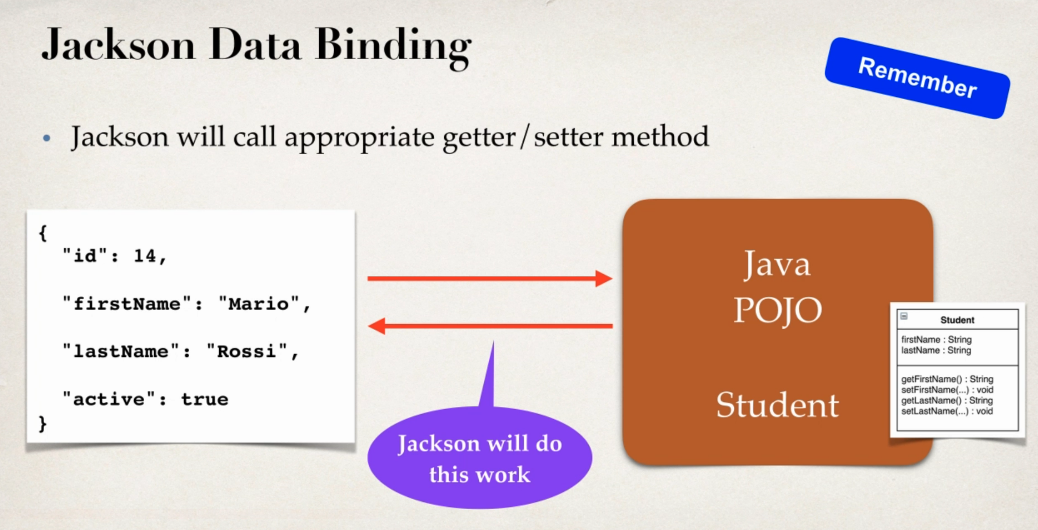 Jackson Data Binding
Remember
• Jackson will call appropriate getter/setter method
{
"id": 14,
"firstName": "Mario",
"lastName": "Rossi",
"active": true
}
Jackson will do
this work
Java
POJO
Student
Student
firstName : String
lastName : String
getFirstName() : String
setFirstName(...) : void
getLastName() : String
setLastName(...) : void